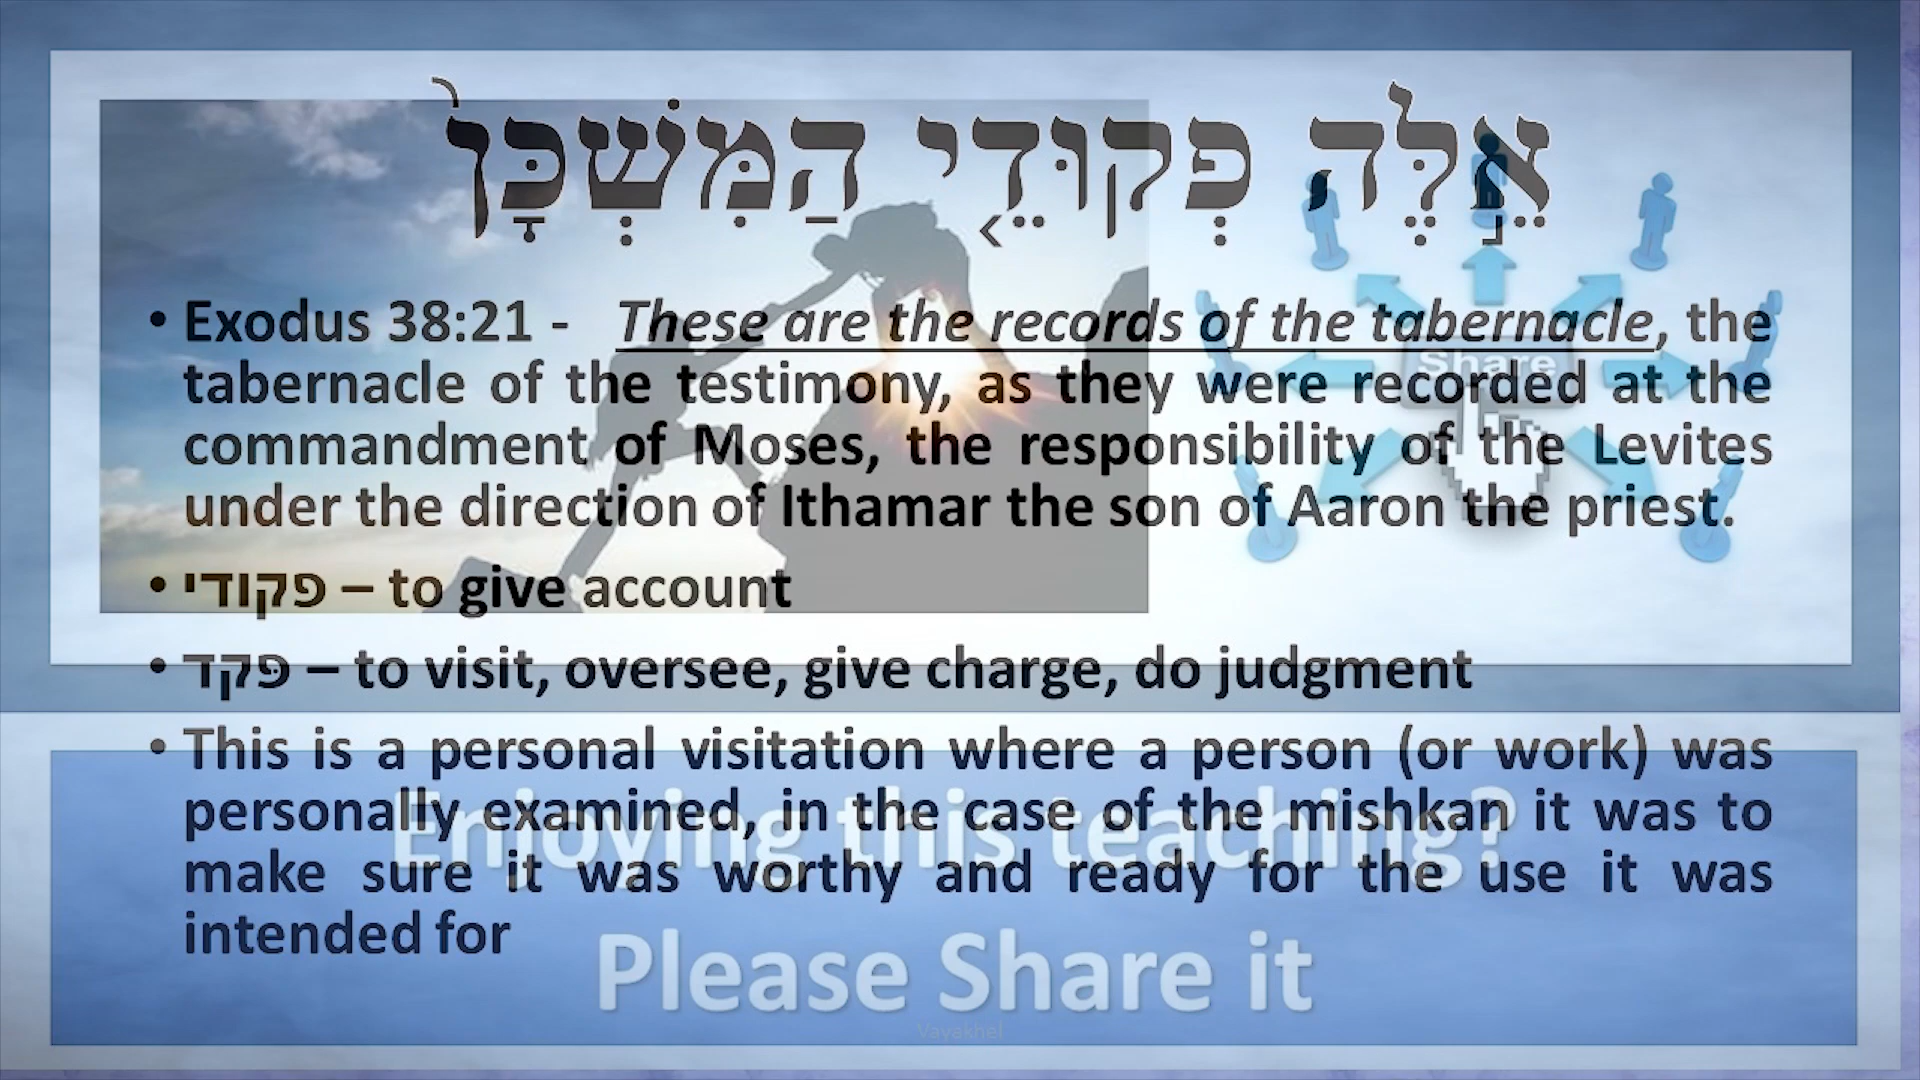 אֵ֣לֶּה פְקוּדֵ֤י הַמִּשְׁכָּן֙
• Exodus 38:21 - These are the records of the tabernacle, the
tabernacle of the testimony, as they were recorded at the
commandment of Moses, the responsibility of the Levites
under the direction of Ithamar the son of Aaron the priest.
• פקודי – to give account
• פקד – to visit, oversee, give charge, do judgment
• This is a personal visitation where a person (or work) was
personally examined, in the case of the mishkan it was to
make sure it was worthy and ready for the use it was
intended for
Share
Enjoying this teaching?
Please Share it
Vayakhel